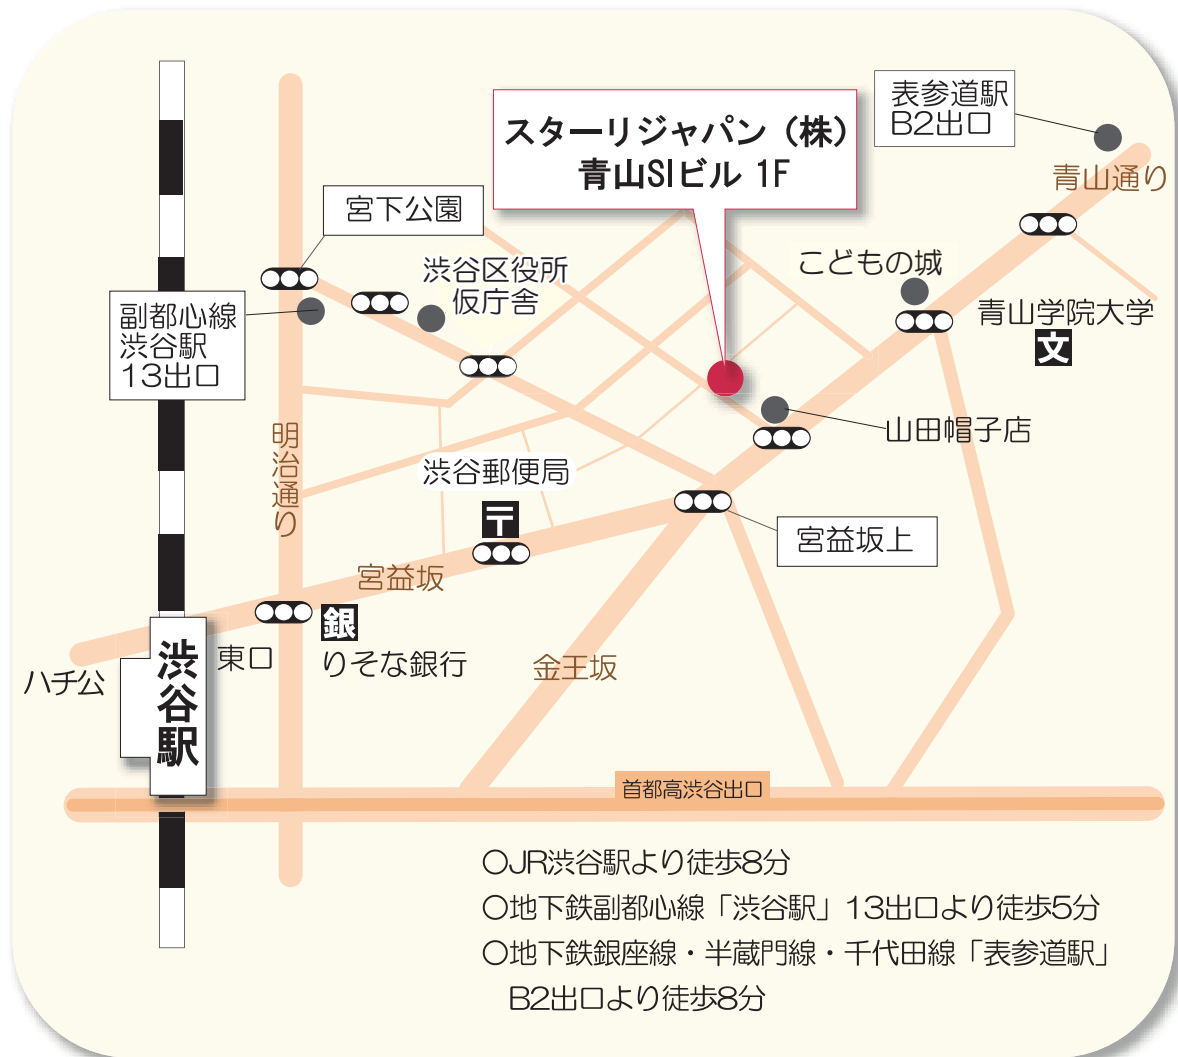 表参道駅
B2出口
スターリジャパン（株）
青山SIビル 1F
青山通り
宮下公園
こどもの城
渋谷区役所
仮庁舎
副都心線
渋谷駅
13出口
青山学院大学
文
明治通り
山田帽子店
渋谷郵便局
〒
宮益坂上
宮益坂
銀
りそな銀行
東口
渋谷駅
ハチ公
金王坂
首都高渋谷出口
○JR渋谷駅より徒歩8分
○地下鉄副都心線「渋谷駅」13出口より徒歩5分
○地下鉄銀座線・半蔵門線・千代田線「表参道駅」
B2出口より徒歩8分